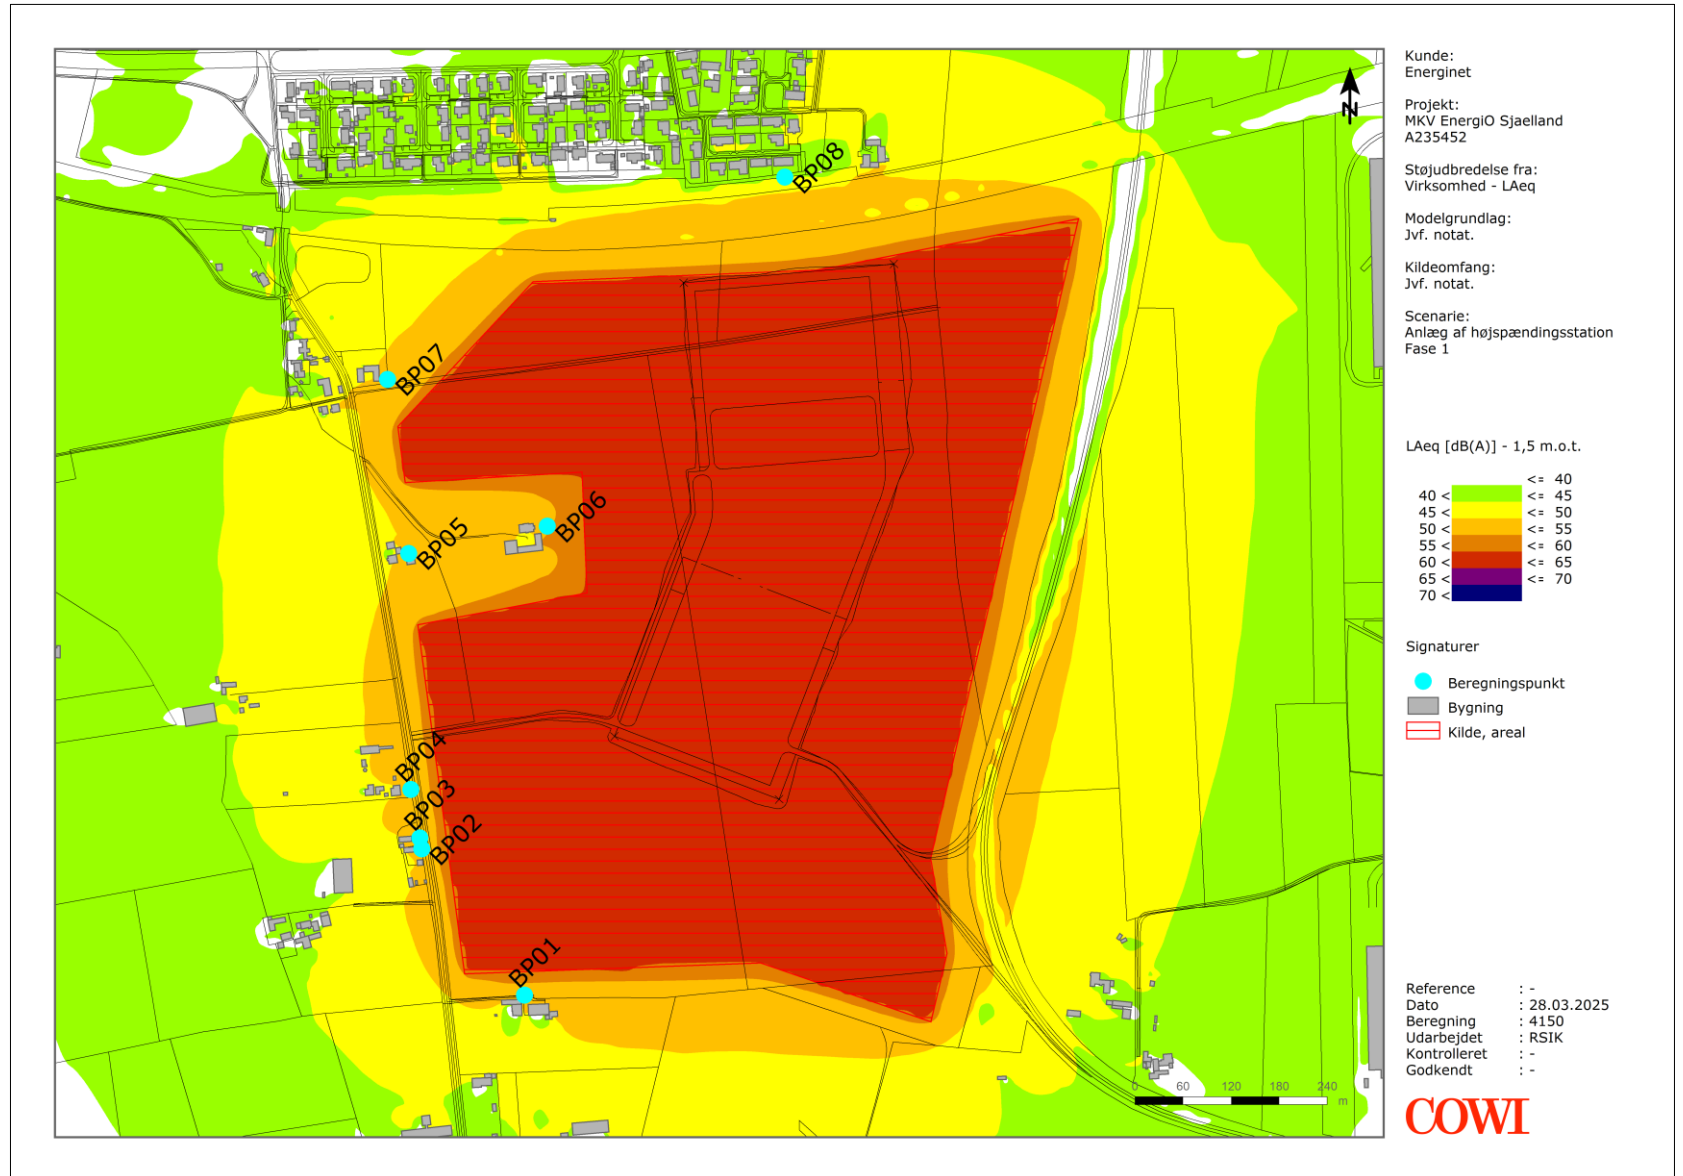 Kunde:
Energinet
Projekt:
MKV EnergiO Sjaelland
A235452
Støjudbredelse fra:
Virksomhed - LAeq
Modelgrundlag:
Jvf. notat.
Kildeomfang:
Jvf. notat.
Scenarie:
Anlæg af højspændingsstation
Fase 1
LAeq [dB(A)] - 1,5 m.o.t.
<= 40
40 < <= 45
45 < <= 50
50 < <= 55
55 < <= 60
60 < <= 65
65 < <= 70
70 <
Signaturer
Beregningspunkt
Bygning
Kilde, areal
Reference : -
Dato : 28.03.2025
Beregning : 4150
Udarbejdet : RSIK
Kontrolleret : -
Godkendt : -
COWI
N
BP08
BP07
BP06
BP05
BP04
BP03
BP02
BP01
0 60 120 180 240
m